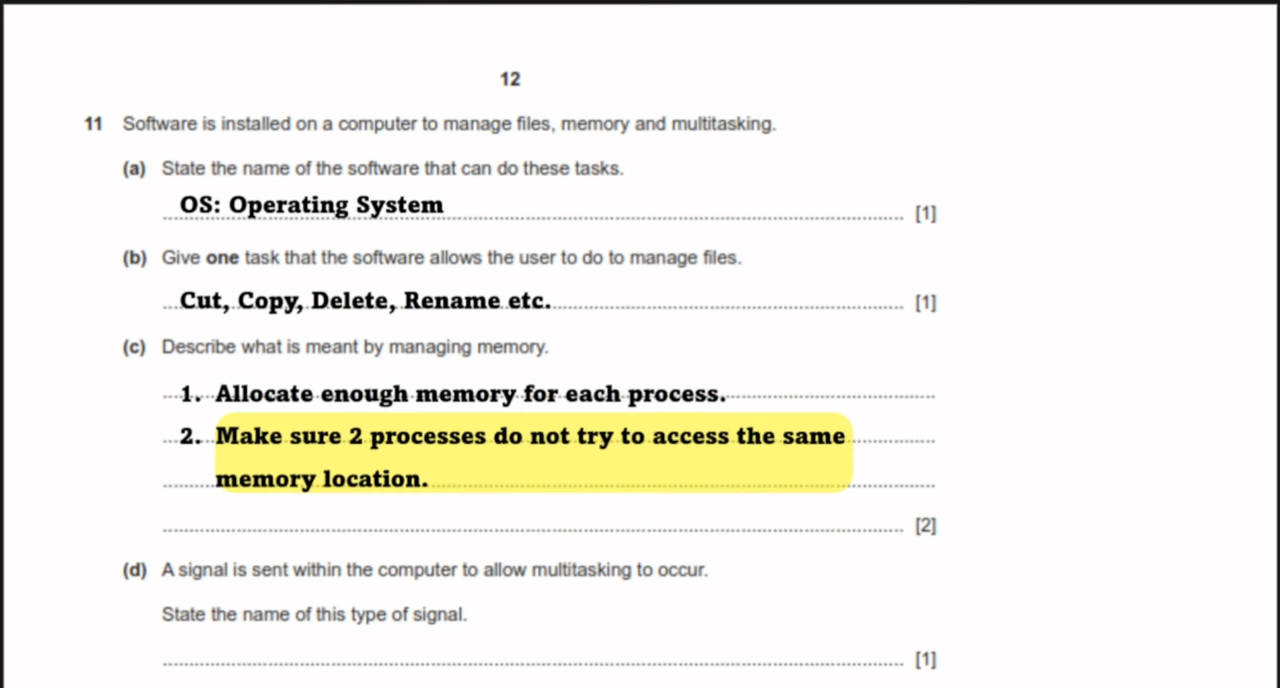 12
11 Software is installed on a computer to manage files, memory and multitasking.
(a) State the name of the software that can do these tasks.
OS: Operating System [1]
(b) Give one task that the software allows the user to do to manage files.
Cut, Copy, Delete, Rename etc. [1]
(c) Describe what is meant by managing memory.
1. Allocate enough memory for each process.
2. Make sure 2 processes do not try to access the same
memory location.
[2]
(d) A signal is sent within the computer to allow multitasking to occur.
State the name of this type of signal.
[1]